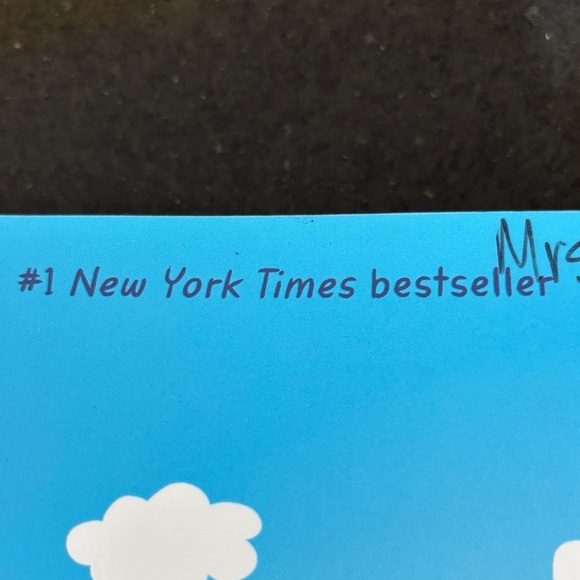 Mrs
#1 New York Times bestseller